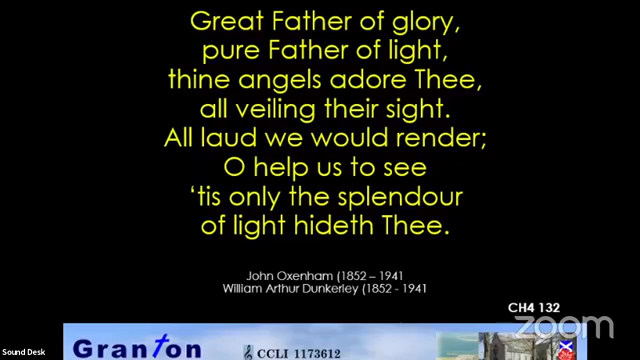 Great Father of glory,
pure Father of light,
thine angels adore Thee,
all veiling their sight.
All laud we would render;
O help us to see
‘tis only the splendour
of light hideth Thee.
John Oxenham (1852 – 1941
William Arthur Dunkerley (1852 - 1941
CH4 132
zoom
Sound Desk
Granton
CCLI 1173612